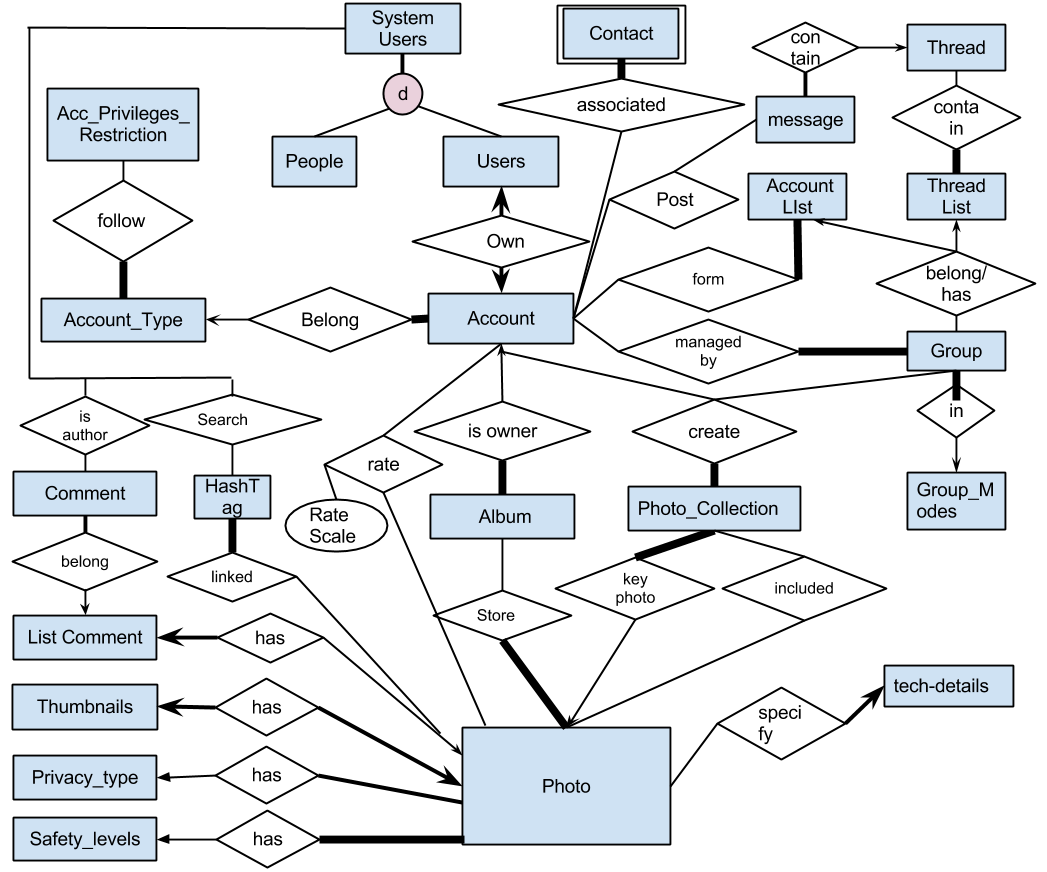 System
Users
Contact
con
tain
Thread
d
associated
message
conta
in
Acc_Privileges_
Restriction
People
Users
Post
Account
LIst
Thread
List
follow
Own
form
belong/
has
Account_Type
Belong
Account
managed
by
Group
is
author
Search
is owner
create
in
rate
Comment
HashT
ag
Rate
Scale
Album
Photo_Collection
Group_M
odes
belong
linked
Store
key
photo
included
List Comment
has
Thumbnails
has
speci
fy
tech-details
Privacy_type
has
Photo
Safety_levels
has